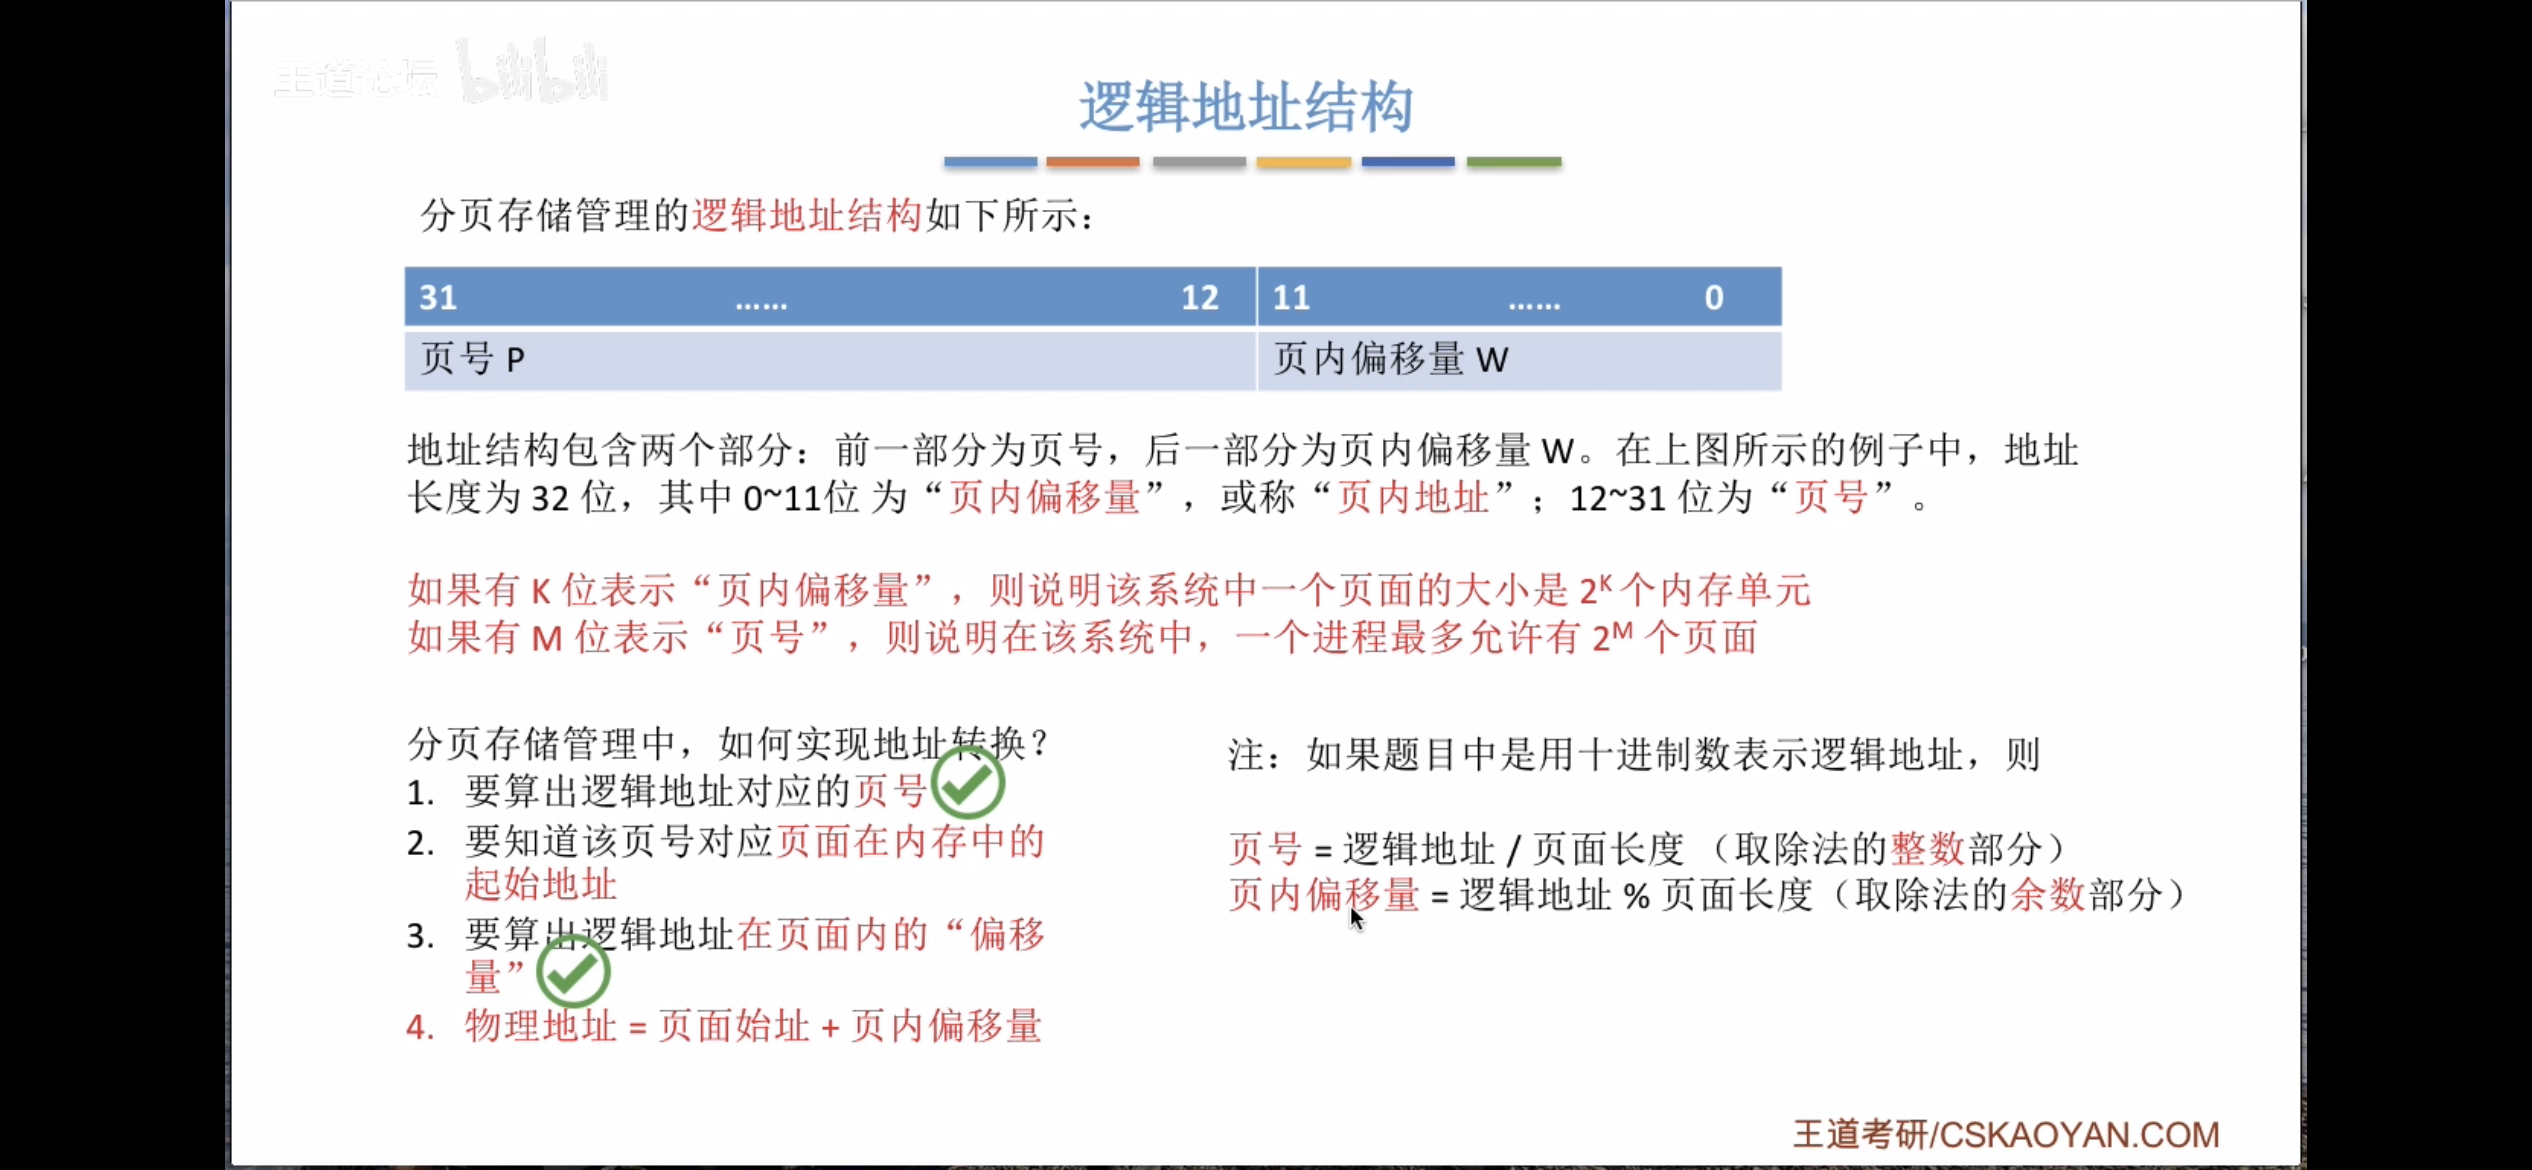 王道论坛 bilibili
逻辑地址结构
分页存储管理的逻辑地址结构如下所示：
31 …… 12 11 …… 0
页号 P 页内偏移量 W
地址结构包含两个部分：前一部分为页号，后一部分为页内偏移量 W。在上图所示的例子中，地址
长度为 32 位，其中 0~11位 为“页内偏移量”，或称“页内地址”；12~31 位为“页号”。
如果有 K 位表示“页内偏移量”，则说明该系统中一个页面的大小是 2ᴷ 个内存单元
如果有 M 位表示“页号”，则说明在该系统中，一个进程最多允许有 2ᴹ 个页面
分页存储管理中，如何实现地址转换？
1. 要算出逻辑地址对应的页号
2. 要知道该页号对应页面在内存中的
起始地址
3. 要算出逻辑地址在页面内的“偏移
量”
4. 物理地址 = 页面始址 + 页内偏移量
注：如果题目中是用十进制数表示逻辑地址，则
页号 = 逻辑地址 / 页面长度 （取除法的整数部分）
页内偏移量 = 逻辑地址 % 页面长度（取除法的余数部分）
王道考研/CSKAOYAN.COM